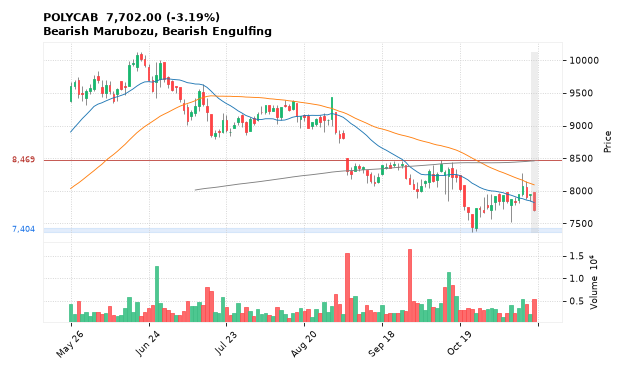 POLYCAB 7,702.00 (-3.19%)
Bearish Marubozu, Bearish Engulfing
10000
9500
9000
8500
8000
7500
Price
8,469
7,404
1.5
1.0
0.5
Volume 10⁶
May 26
Jun 24
Jul 23
Aug 20
Sep 18
Oct 19